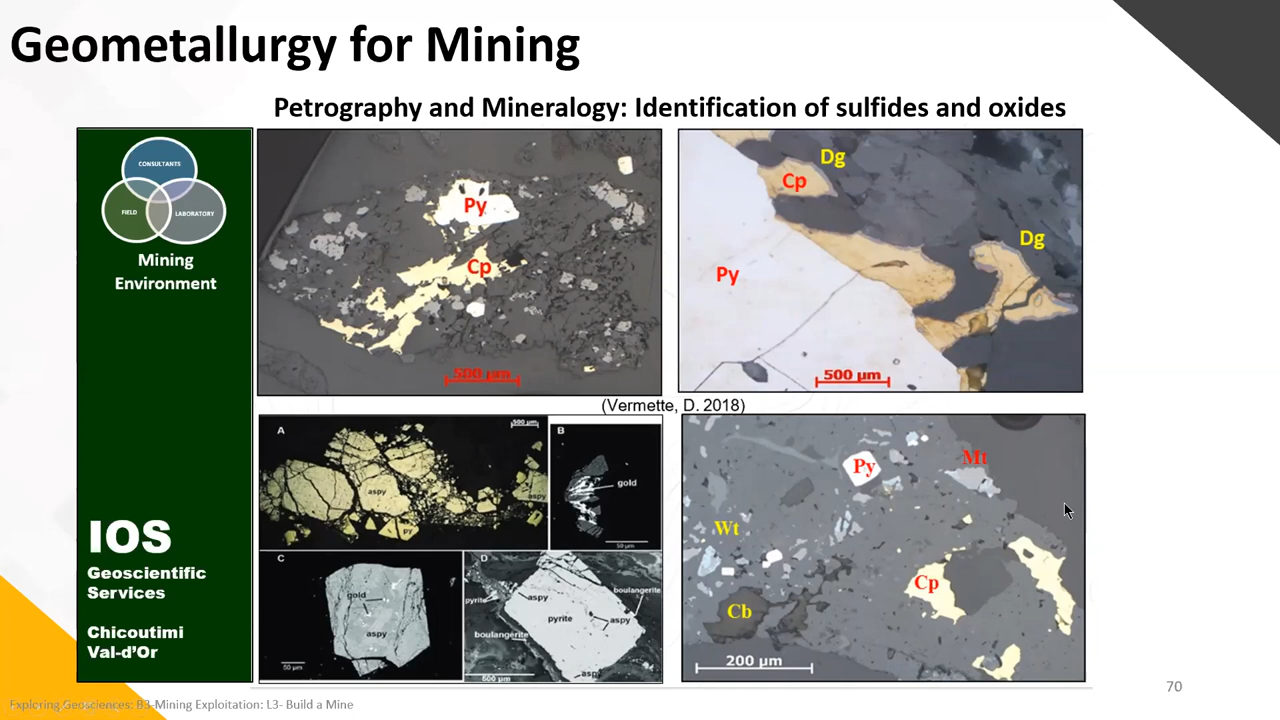 Geometallurgy for Mining
Petrography and Mineralogy: Identification of sulfides and oxides
CONSULTANTS
FIELD
LABORATORY
Mining
Environment
IOS
Geoscientific
Services
Chicoutimi
Val-d'Or
Py
Cp
500 µm
Dg
Cp
Dg
Py
500 µm
(Vermette, D. 2018)
A
500 µm
aspy
aspy
py
B
gold
50 µm
C
gold
aspy
50 µm
D
pyrite
aspy
boulangerite
pyrite
aspy
boulangerite
aspy
600 µm
Py
Mt
Wt
Cp
Cb
200 µm
70
Exploring Geosciences: B3-Mining Exploitation: L3- Build a Mine